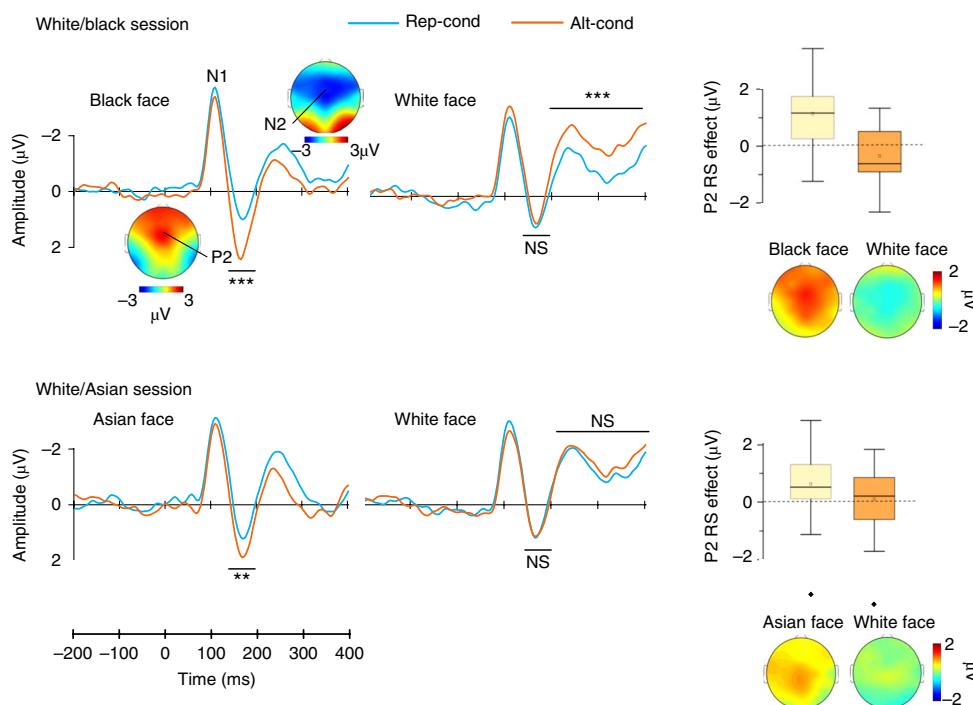 White/black session
Rep-cond
Alt-cond
Black face
N1
N2
−3
3μV
−2
0
2
Amplitude (μV)
P2
−3
3
μV
***
White face
***
NS
2
0
−2
P2 RS effect (μV)
Black face
White face
2
−2
μV
White/Asian session
Asian face
−2
0
2
Amplitude (μV)
**
White face
NS
NS
2
0
−2
P2 RS effect (μV)
Asian face
White face
2
−2
μV
−200
−100
0
100
200
300
400
Time (ms)